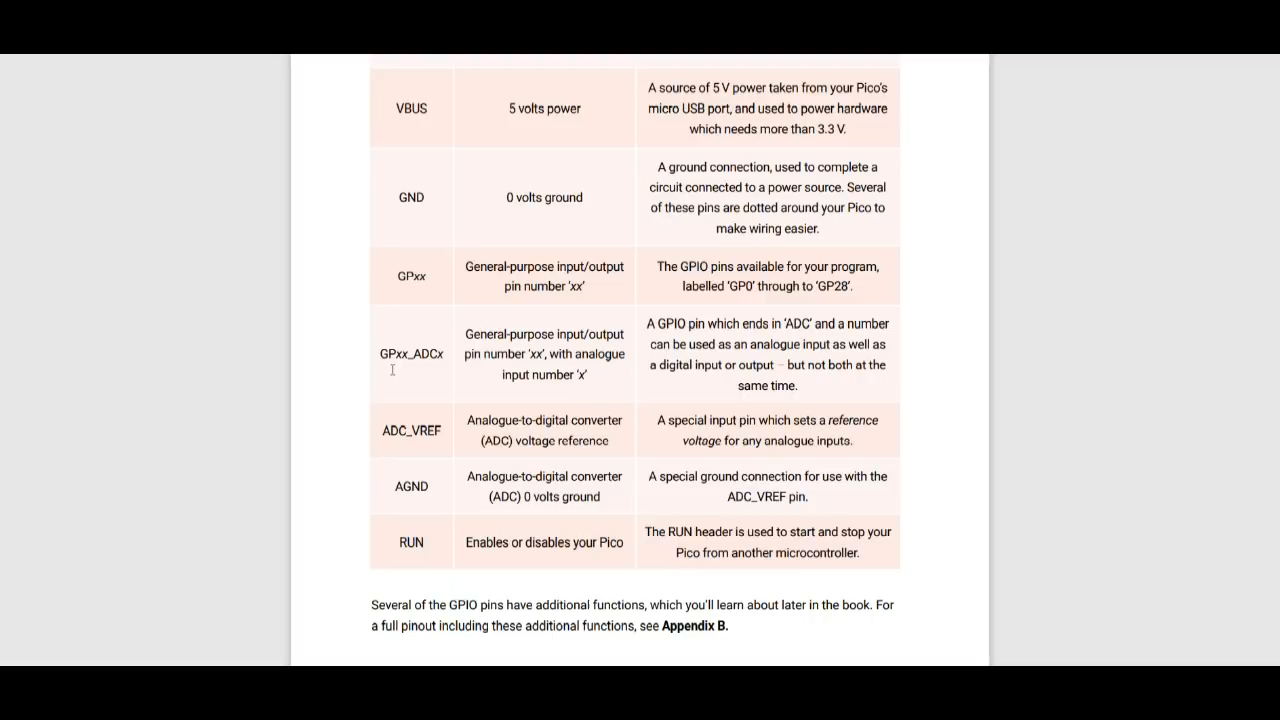 VBUS
5 volts power
A source of 5 V power taken from your Pico's
micro USB port, and used to power hardware
which needs more than 3.3 V.
GND
0 volts ground
A ground connection, used to complete a
circuit connected to a power source. Several
of these pins are dotted around your Pico to
make wiring easier.
GPxx
General-purpose input/output
pin number 'xx'
The GPIO pins available for your program,
labelled 'GP0' through to 'GP28'.
GPxx_ADCx
General-purpose input/output
pin number 'xx', with analogue
input number 'x'
A GPIO pin which ends in 'ADC' and a number
can be used as an analogue input as well as
a digital input or output – but not both at the
same time.
ADC_VREF
Analogue-to-digital converter
(ADC) voltage reference
A special input pin which sets a reference
voltage for any analogue inputs.
AGND
Analogue-to-digital converter
(ADC) 0 volts ground
A special ground connection for use with the
ADC_VREF pin.
RUN
Enables or disables your Pico
The RUN header is used to start and stop your
Pico from another microcontroller.
Several of the GPIO pins have additional functions, which you'll learn about later in the book. For
a full pinout including these additional functions, see Appendix B.